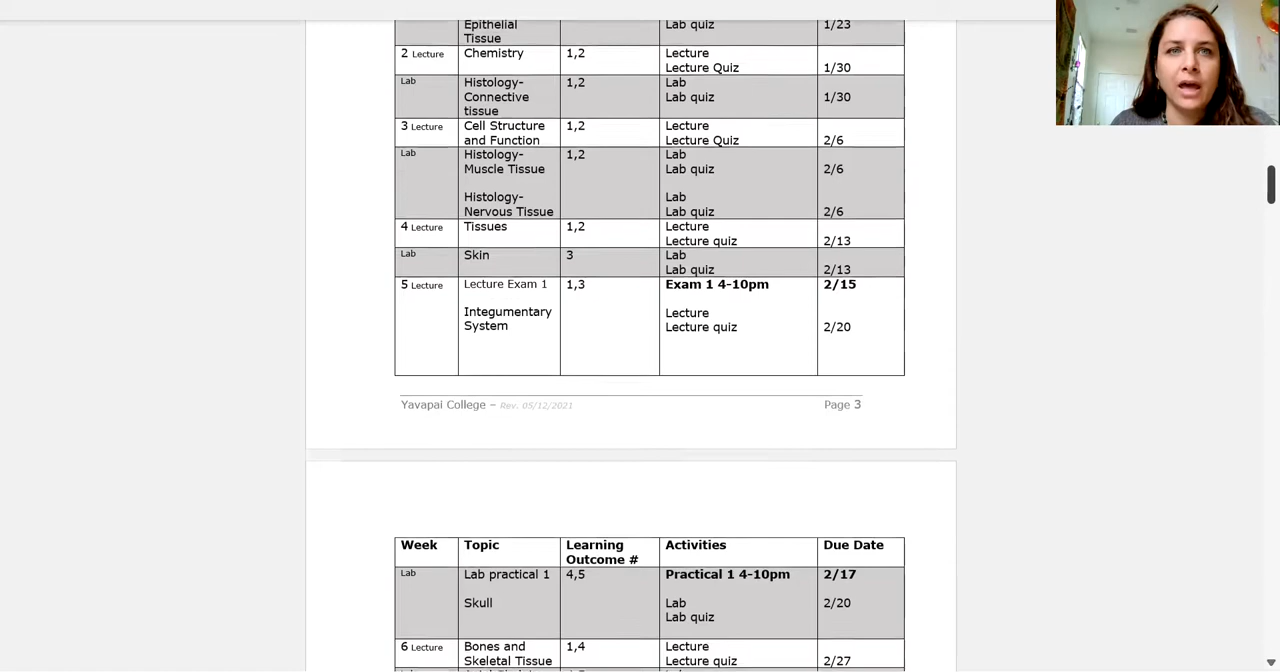 Epithelial Lab quiz 1/23
Tissue
2 Lecture Chemistry 1,2 Lecture
Lecture Quiz 1/30
Lab Histology- 1,2 Lab
Connective Lab quiz 1/30
tissue
3 Lecture Cell Structure 1,2 Lecture
and Function Lecture Quiz 2/6
Lab Histology- 1,2 Lab
Muscle Tissue Lab quiz 2/6
Histology- Lab
Nervous Tissue Lab quiz 2/6
4 Lecture Tissues 1,2 Lecture
Lecture quiz 2/13
Lab Skin 3 Lab
Lab quiz 2/13
5 Lecture Lecture Exam 1 1,3 Exam 1 4-10pm 2/15
Integumentary Lecture
System Lecture quiz 2/20
Yavapai College – Rev. 05/12/2021 Page 3
Week Topic Learning Activities Due Date
Outcome #
Lab Lab practical 1 4,5 Practical 1 4-10pm 2/17
Skull Lab 2/20
Lab quiz
6 Lecture Bones and 1,4 Lecture
Skeletal Tissue Lecture quiz 2/27